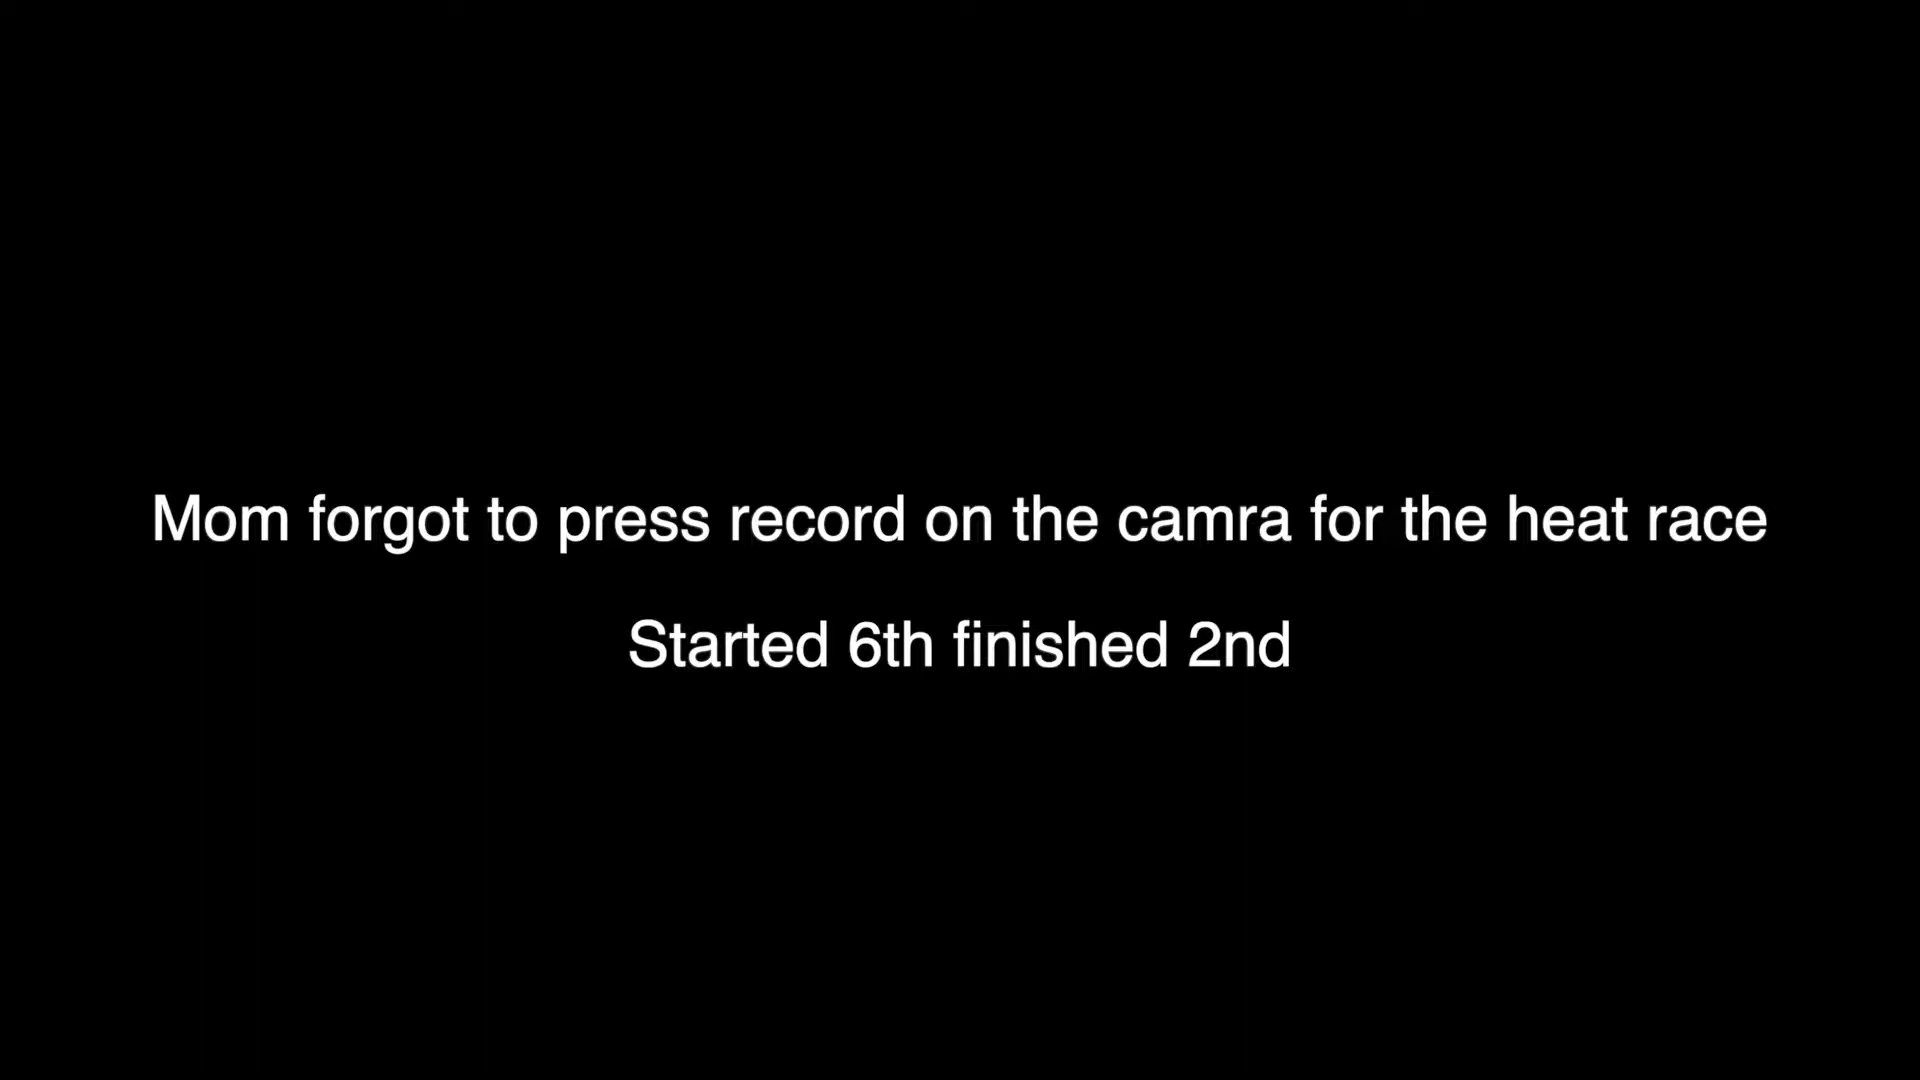 Mom forgot to press record on the camra for the heat race
Started 6th finished 2nd